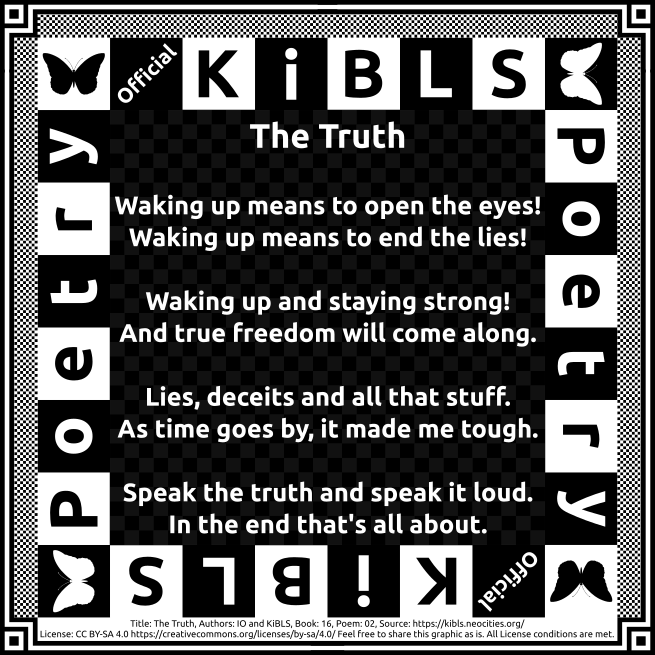 Official KiBLS
Poetry
Poetry
The Truth
Waking up means to open the eyes!
Waking up means to end the lies!
Waking up and staying strong!
And true freedom will come along.
Lies, deceits and all that stuff.
As time goes by, it made me tough.
Speak the truth and speak it loud.
In the end that's all about.
Official KiBLS
Title: The Truth, Authors: IO and KiBLS, Book: 16, Poem: 02, Source: https://kibls.neocities.org/
License: CC BY-SA 4.0 https://creativecommons.org/licenses/by-sa/4.0/ Feel free to share this graphic as is. All License conditions are met.